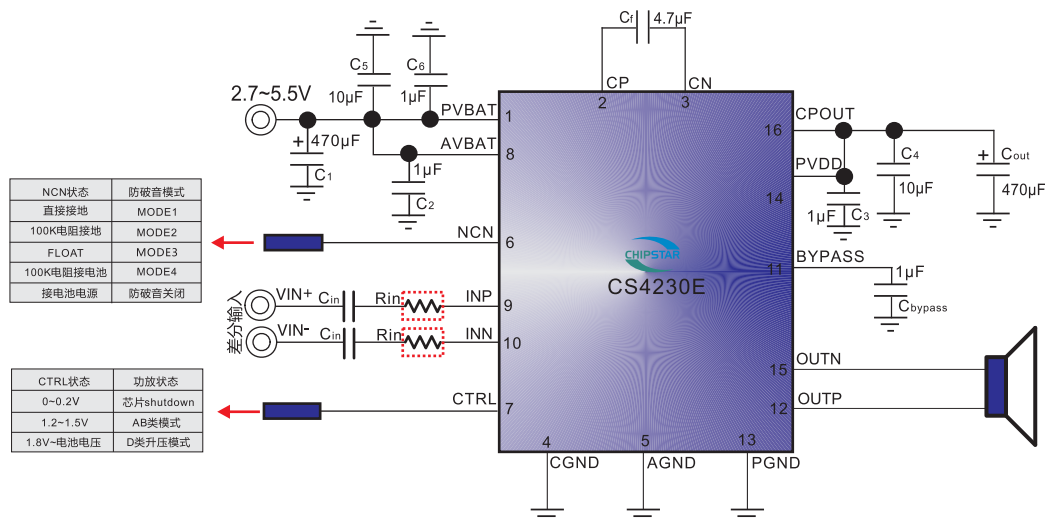 Cf
4.7µF
CP
CN
2
3
C5
10µF
C6
1µF
2.7~5.5V
PVBAT
1
+
470µF
C1
AVBAT
8
1µF
C2
CPOUT
16
PVDD
14
C4
10µF
+
Cout
470µF
1µF
C3
NCN状态 防破音模式
直接接地 MODE1
100K电阻接地 MODE2
FLOAT MODE3
100K电阻接电池 MODE4
接电池电源 防破音关闭
NCN
6
CHIPSTAR
CS4230E
BYPASS
11
1µF
Cbypass
差分输入
VIN+
Cin
Rin
INP
9
VIN-
Cin
Rin
INN
10
OUTN
15
OUTP
12
CTRL状态 功放状态
0~0.2V 芯片shutdown
1.2~1.5V AB类模式
1.8V~电池电压 D类升压模式
CTRL
7
4
5
13
CGND
AGND
PGND